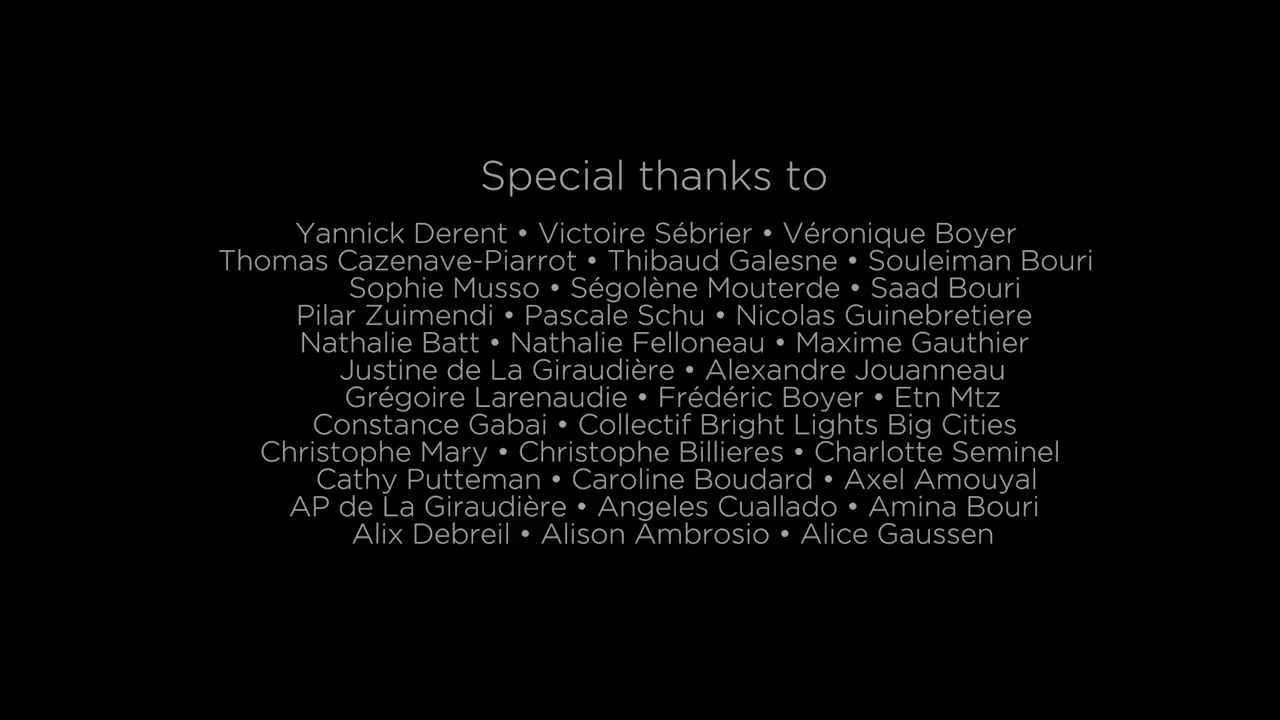 Special thanks to
Yannick Derent • Victoire Sébrier • Véronique Boyer
Thomas Cazenave-Piarrot • Thibaud Galesne • Souleiman Bouri
Sophie Musso • Ségolène Mouterde • Saad Bouri
Pilar Zuimendi • Pascale Schu • Nicolas Guinebretiere
Nathalie Batt • Nathalie Felloneau • Maxime Gauthier
Justine de La Giraudière • Alexandre Jouanneau
Grégoire Larenaudie • Frédéric Boyer • Etn Mtz
Constance Gabai • Collectif Bright Lights Big Cities
Christophe Mary • Christophe Billieres • Charlotte Seminel
Cathy Putteman • Caroline Boudard • Axel Amouyal
AP de La Giraudière • Angeles Cuallado • Amina Bouri
Alix Debreil • Alison Ambrosio • Alice Gaussen